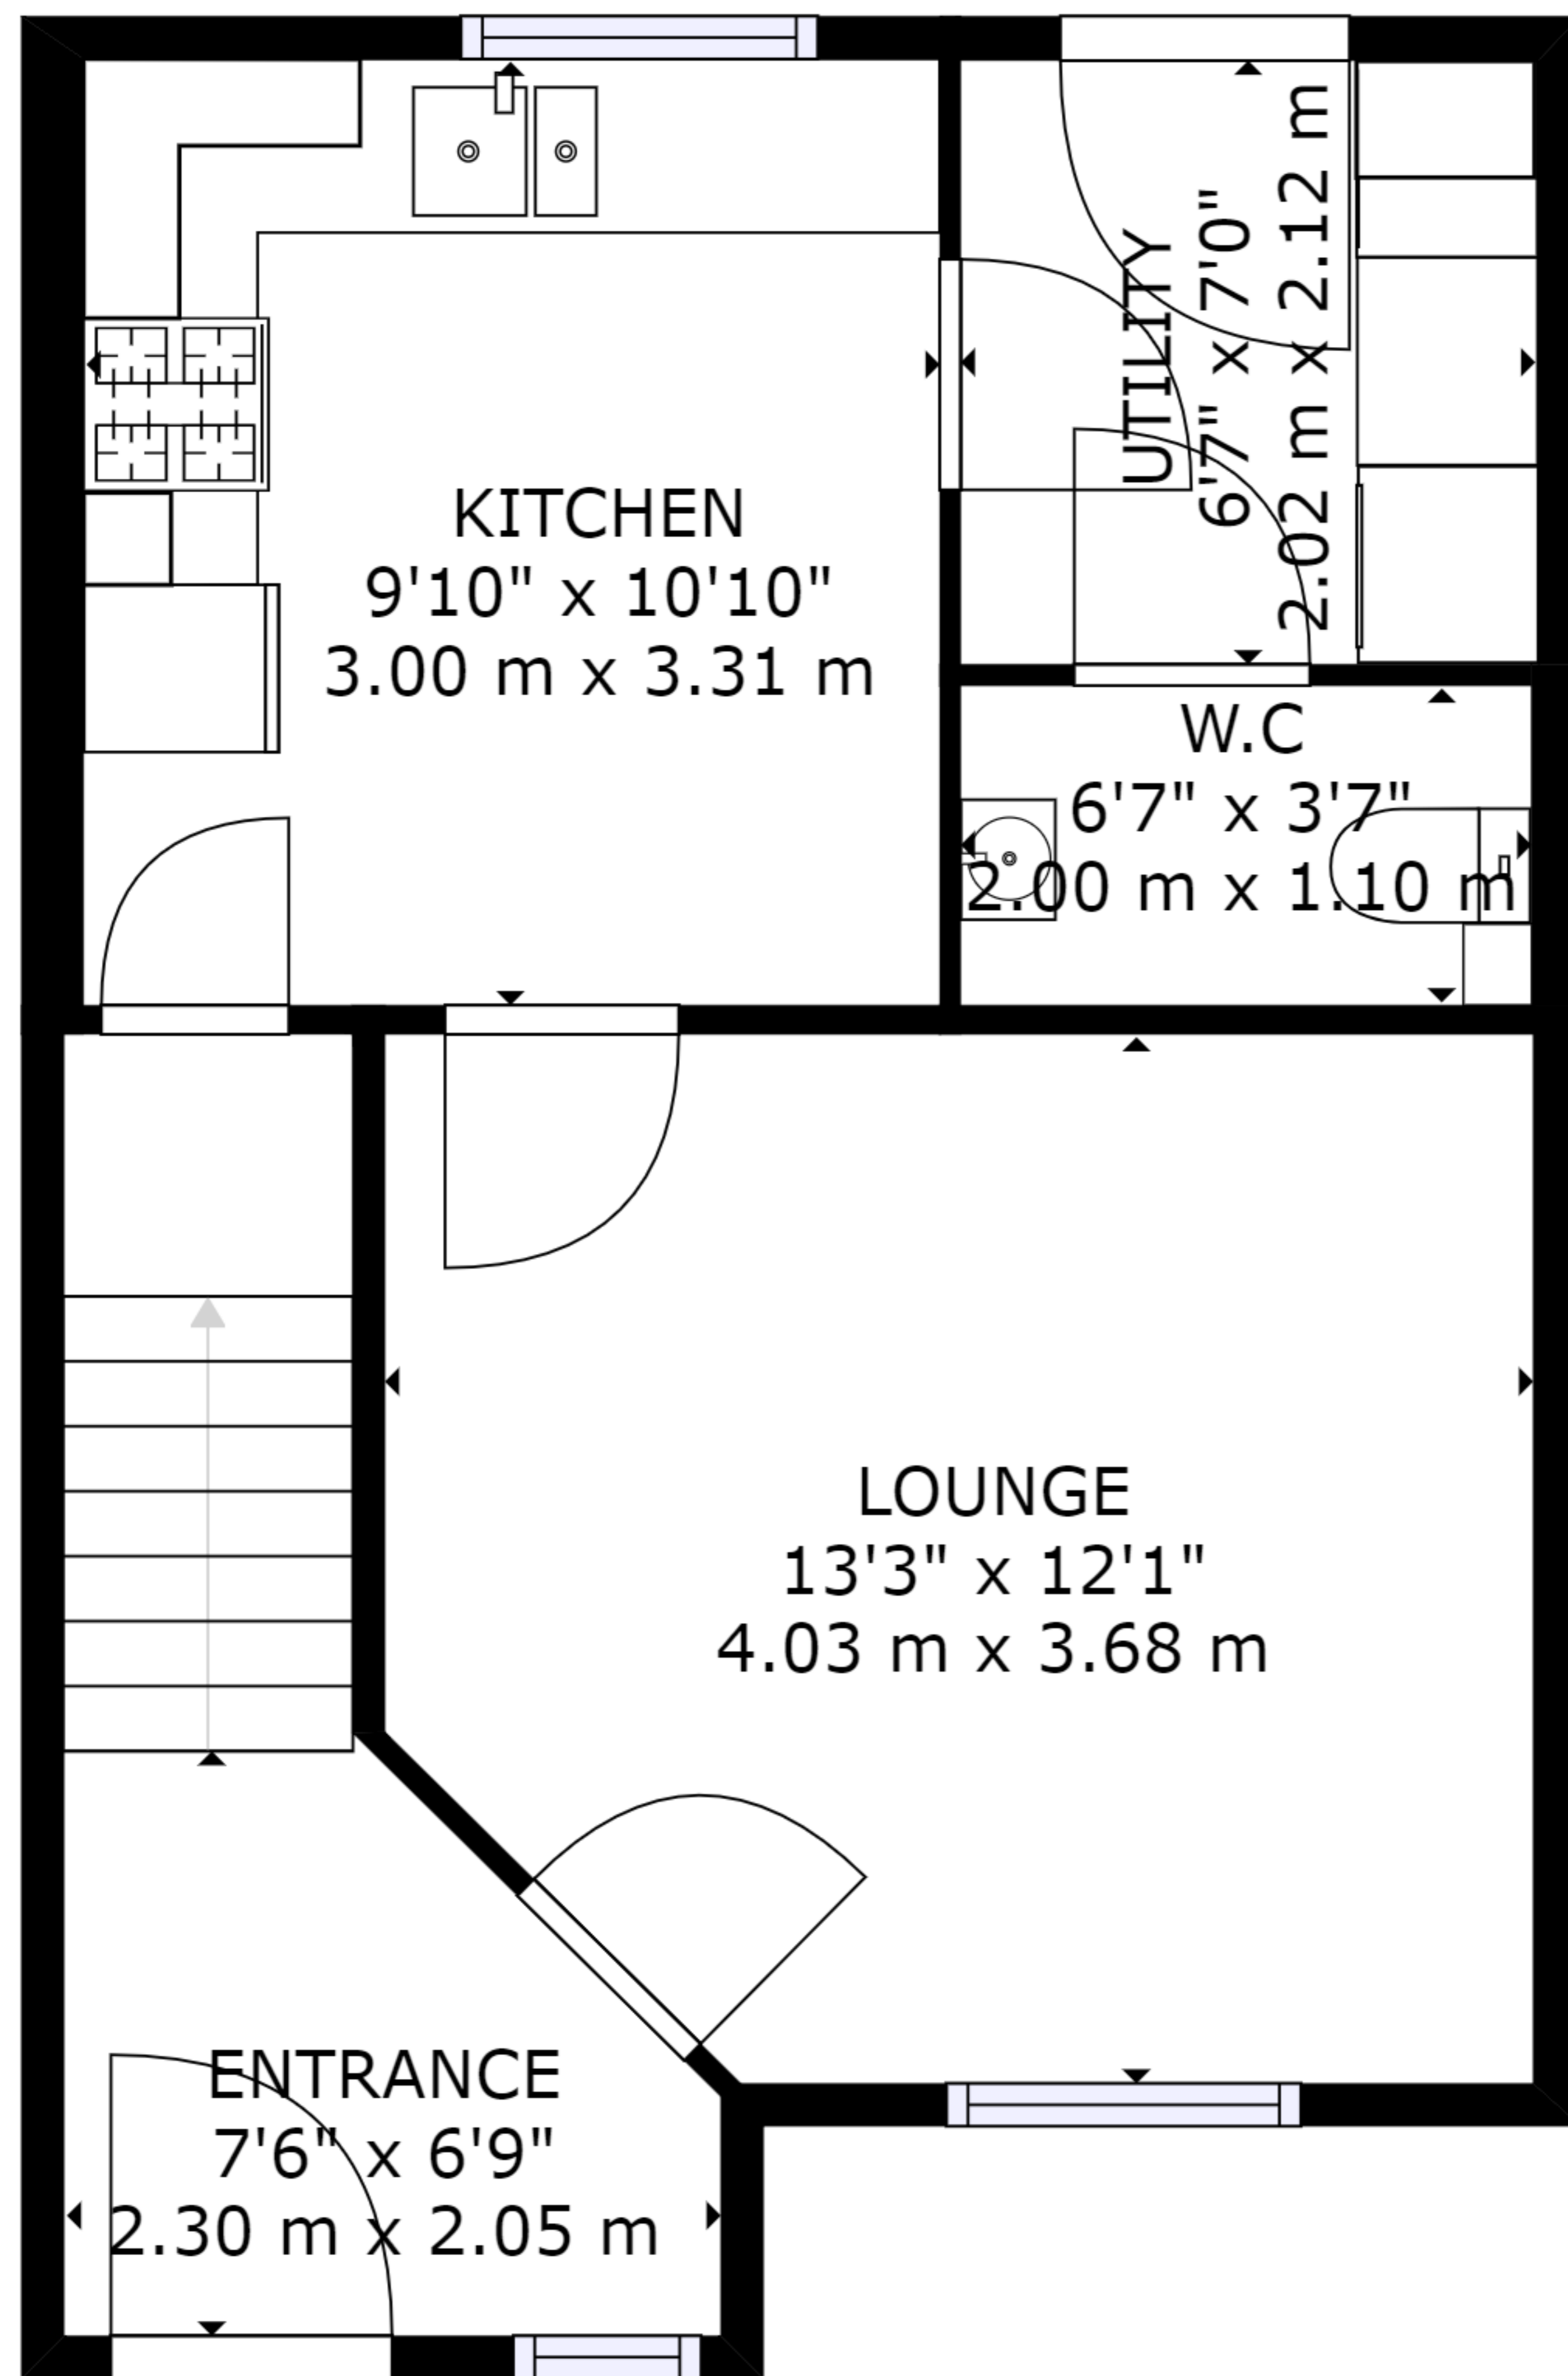 UTILITY
6'7" x 7'0"
2.02 m x 2.12 m
KITCHEN
9'10" x 10'10"
3.00 m x 3.31 m
W.C
6'7" x 3'7"
2.00 m x 1.10 m
LOUNGE
13'3" x 12'1"
4.03 m x 3.68 m
ENTRANCE
7'6" x 6'9"
2.30 m x 2.05 m